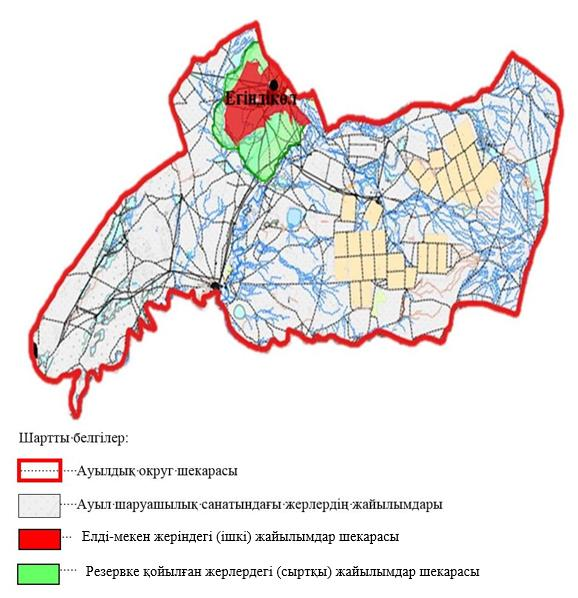 Егіндікөл
Шартты белгілер:
Ауылдық округ шекарасы
Ауыл шаруашылық санатындағы жерлердің жайылымдары
Елді-мекен жеріндегі (ішкі) жайылымдар шекарасы
Резервке қойылған жерлердегі (сыртқы) жайылымдар шекарасы